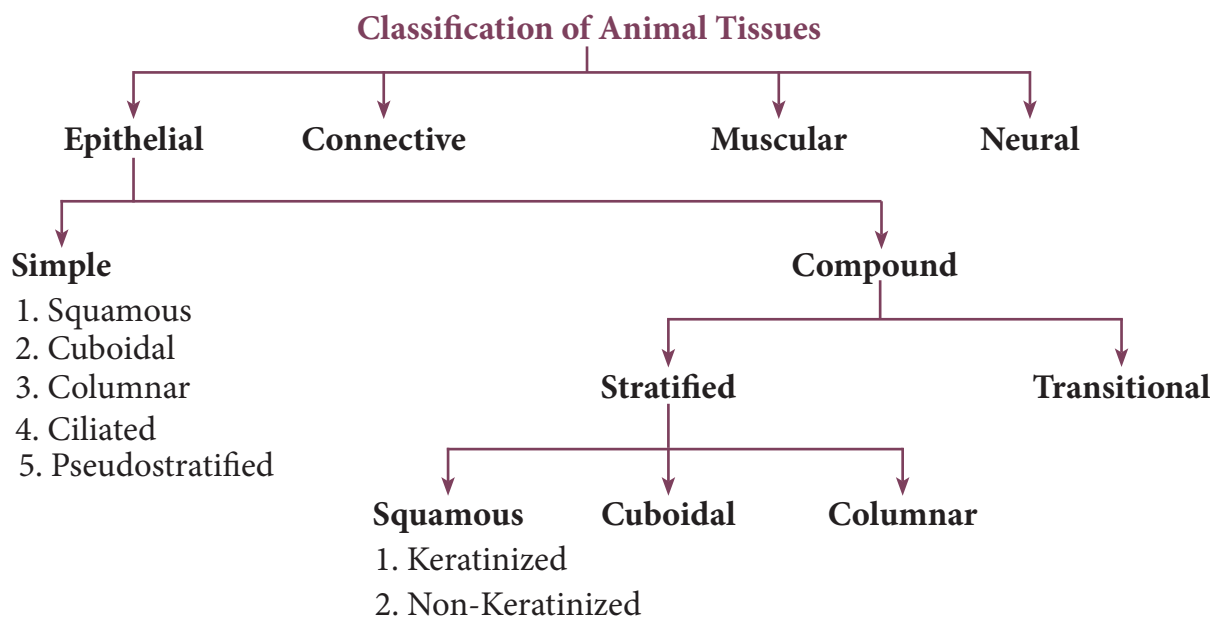 Classification of Animal Tissues
Epithelial Connective Muscular Neural
Simple Compound
1. Squamous
2. Cuboidal
3. Columnar
4. Ciliated
5. Pseudostratified
Stratified Transitional
Squamous Cuboidal Columnar
1. Keratinized
2. Non-Keratinized